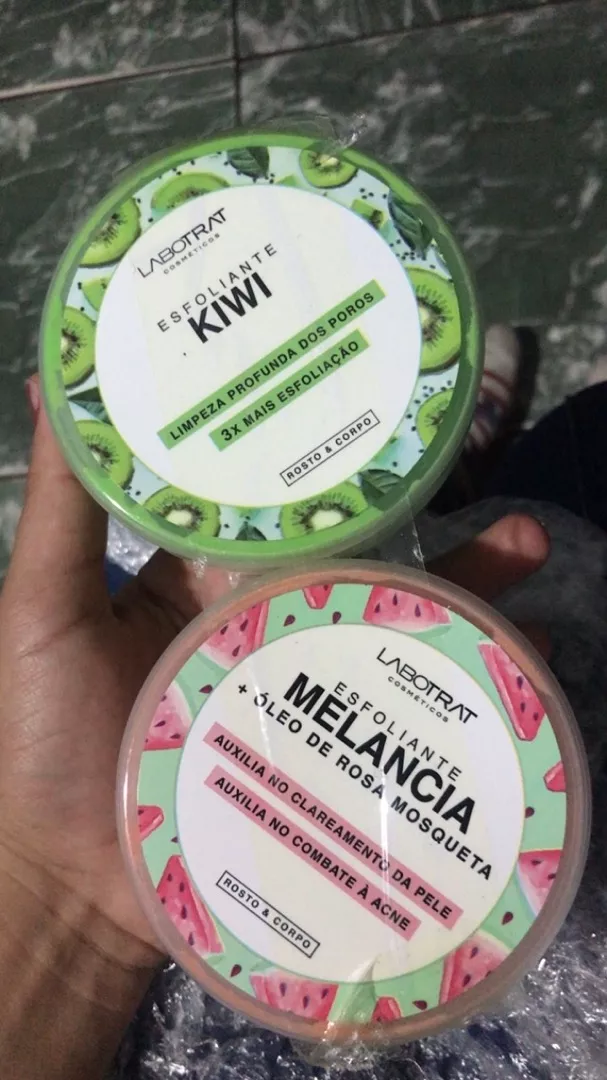 LABOTRAT
COSMÉTICOS
ESFOLIANTE
KIWI
LIMPEZA PROFUNDA DOS POROS
3X MAIS ESFOLIAÇÃO
ROSTO & CORPO
LABOTRAT
COSMÉTICOS
ESFOLIANTE
MELANCIA
+ ÓLEO DE ROSA MOSQUETA
AUXILIA NO CLAREAMENTO DA PELE
AUXILIA NO COMBATE À ACNE
ROSTO & CORPO